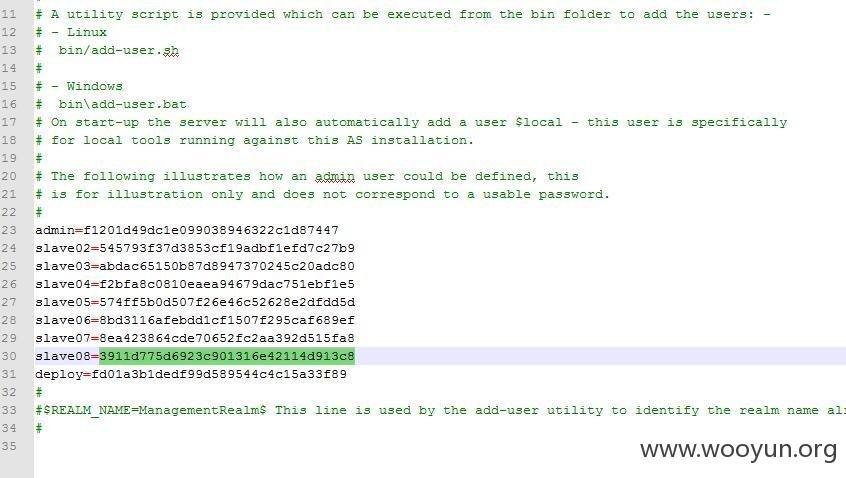 11 # A utility script is provided which can be executed from the bin folder to add the users: -
12 # - Linux
13 #  bin/add-user.sh
14 #
15 # - Windows
16 #  bin\add-user.bat
17 # On start-up the server will also automatically add a user $local - this user is specifically
18 # for local tools running against this AS installation.
19 #
20 # The following illustrates how an admin user could be defined, this
21 # is for illustration only and does not correspond to a usable password.
22 #
23 admin=f1201d49dc1e099038946322c1d87447
24 slave02=545793f37d3853cf19adbf1efd7c27b9
25 slave03=abdac65150b87d8947370245c20adc80
26 slave04=f2bfa8c0810eaea94679dac751ebf1e5
27 slave05=574ff5b0d507f26e46c52628e2dfdd5d
28 slave06=8bd3116afebdd1cf1507f295caf689ef
29 slave07=8ea423864cde70652fc2aa392d515fa8
30 slave08=3911d775d6923c901316e42114d913c8
31 deploy=fd01a3b1dedf99d589544c4c15a33f89
32 #
33 #$REALM_NAME=ManagementRealm$ This line is used by the add-user utility to identify the realm name al
34 #
35
www.wooyun.org